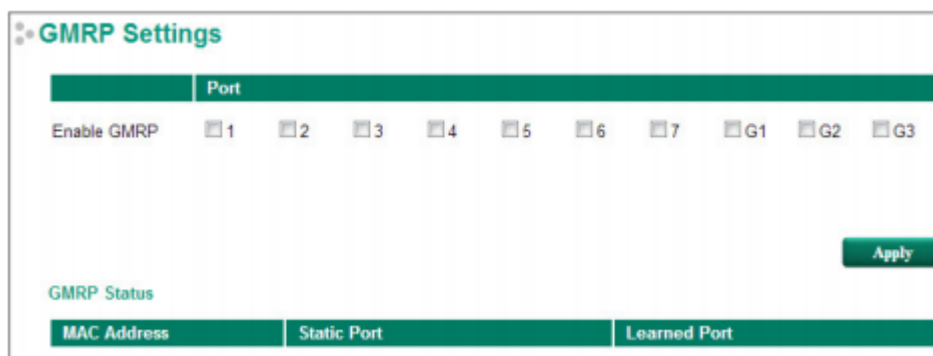 GMRP Settings
Port
Enable GMRP 1 2 3 4 5 6 7 G1 G2 G3
Apply
GMRP Status
MAC Address Static Port Learned Port